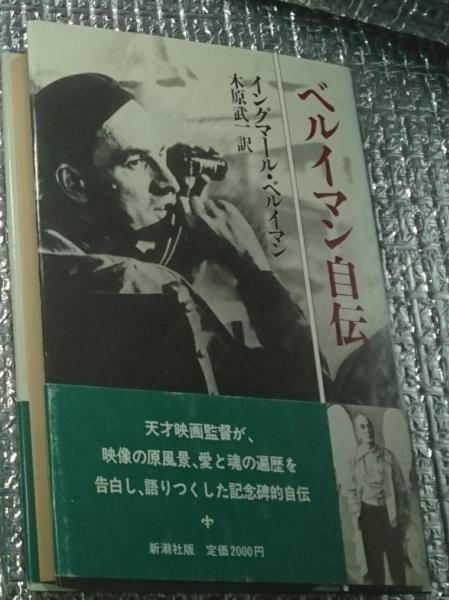 ベルイマン自伝
イングマール・ベルイマン
木原武一訳
天才映画監督が、
映像の原風景、愛と魂の遍歴を
告白し、語りつくした記念碑的自伝
新潮社版 定価2000円